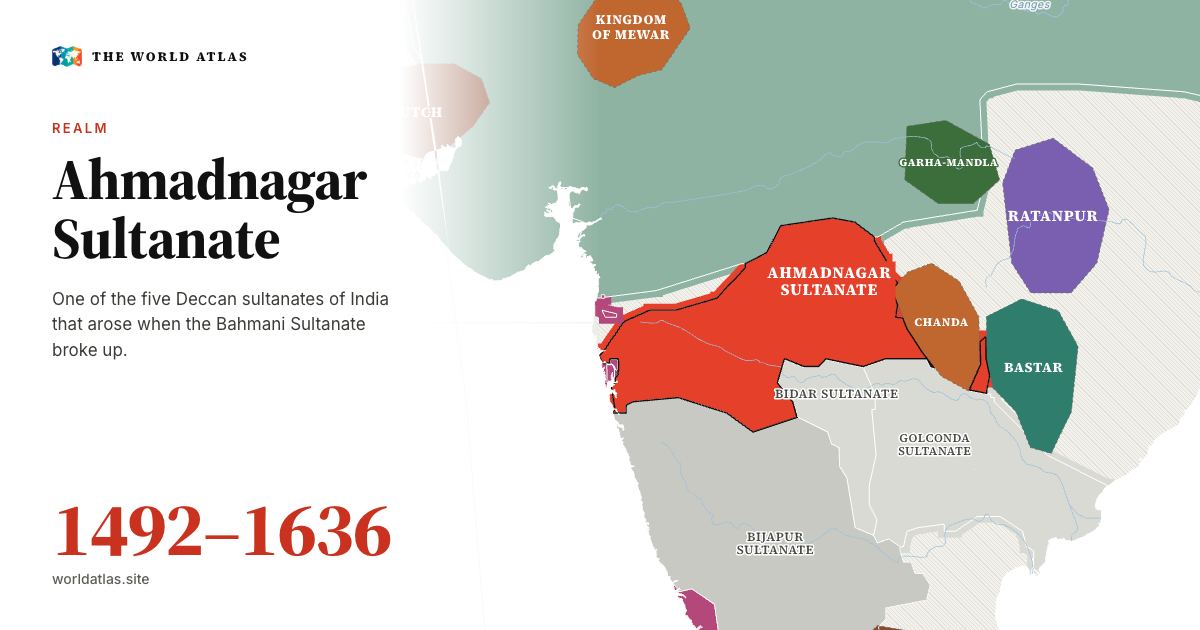 THE WORLD ATLAS
REALM
Ahmadnagar
Sultanate
One of the five Deccan sultanates of India
that arose when the Bahmani Sultanate
broke up.
1492–1636
worldatlas.site
Ganges
KINGDOM
OF MEWAR
GARHA-MANDLA
RATANPUR
AHMADNAGAR
SULTANATE
CHANDA
BASTAR
BIDAR SULTANATE
GOLCONDA
SULTANATE
BIJAPUR
SULTANATE